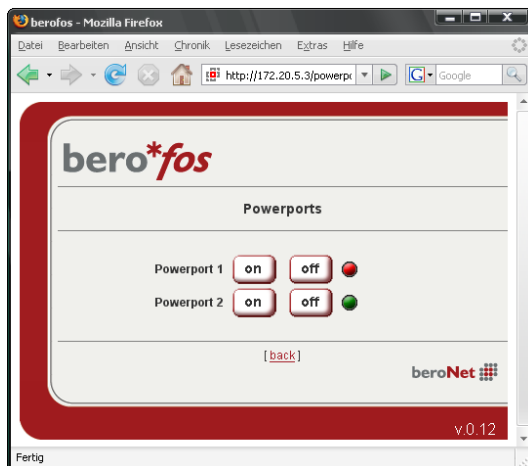 berofos - Mozilla Firefox
Datei Bearbeiten Ansicht Chronik Lesezeichen Extras Hilfe
http://172.20.5.3/powerpo G Google
bero*fos
Powerports
Powerport 1 on off
Powerport 2 on off
[back]
beroNet
v.0.12
Fertig